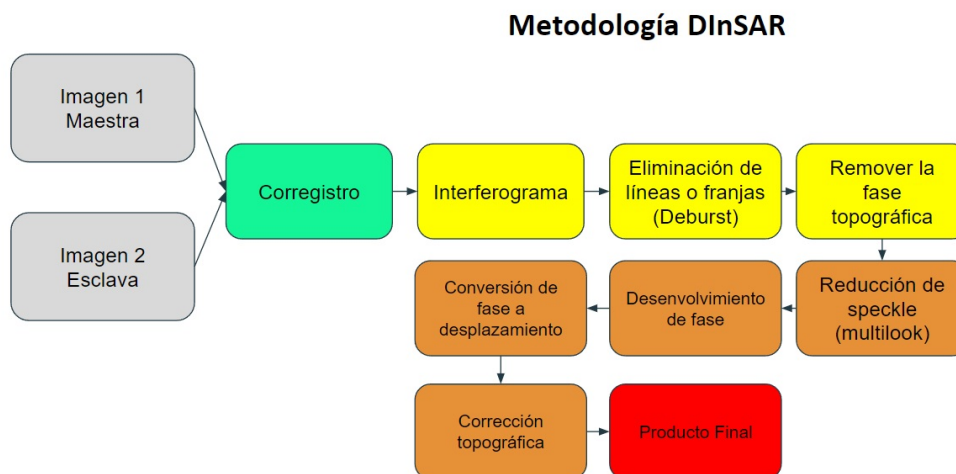 Metodología DInSAR
Imagen 1
Maestra
Imagen 2
Esclava
Corregistro
Interferograma
Eliminación de
líneas o franjas
(Deburst)
Remover la
fase
topográfica
Reducción de
speckle
(multilook)
Desenvolvimiento
de fase
Conversión de
fase a
desplazamiento
Corrección
topográfica
Producto Final